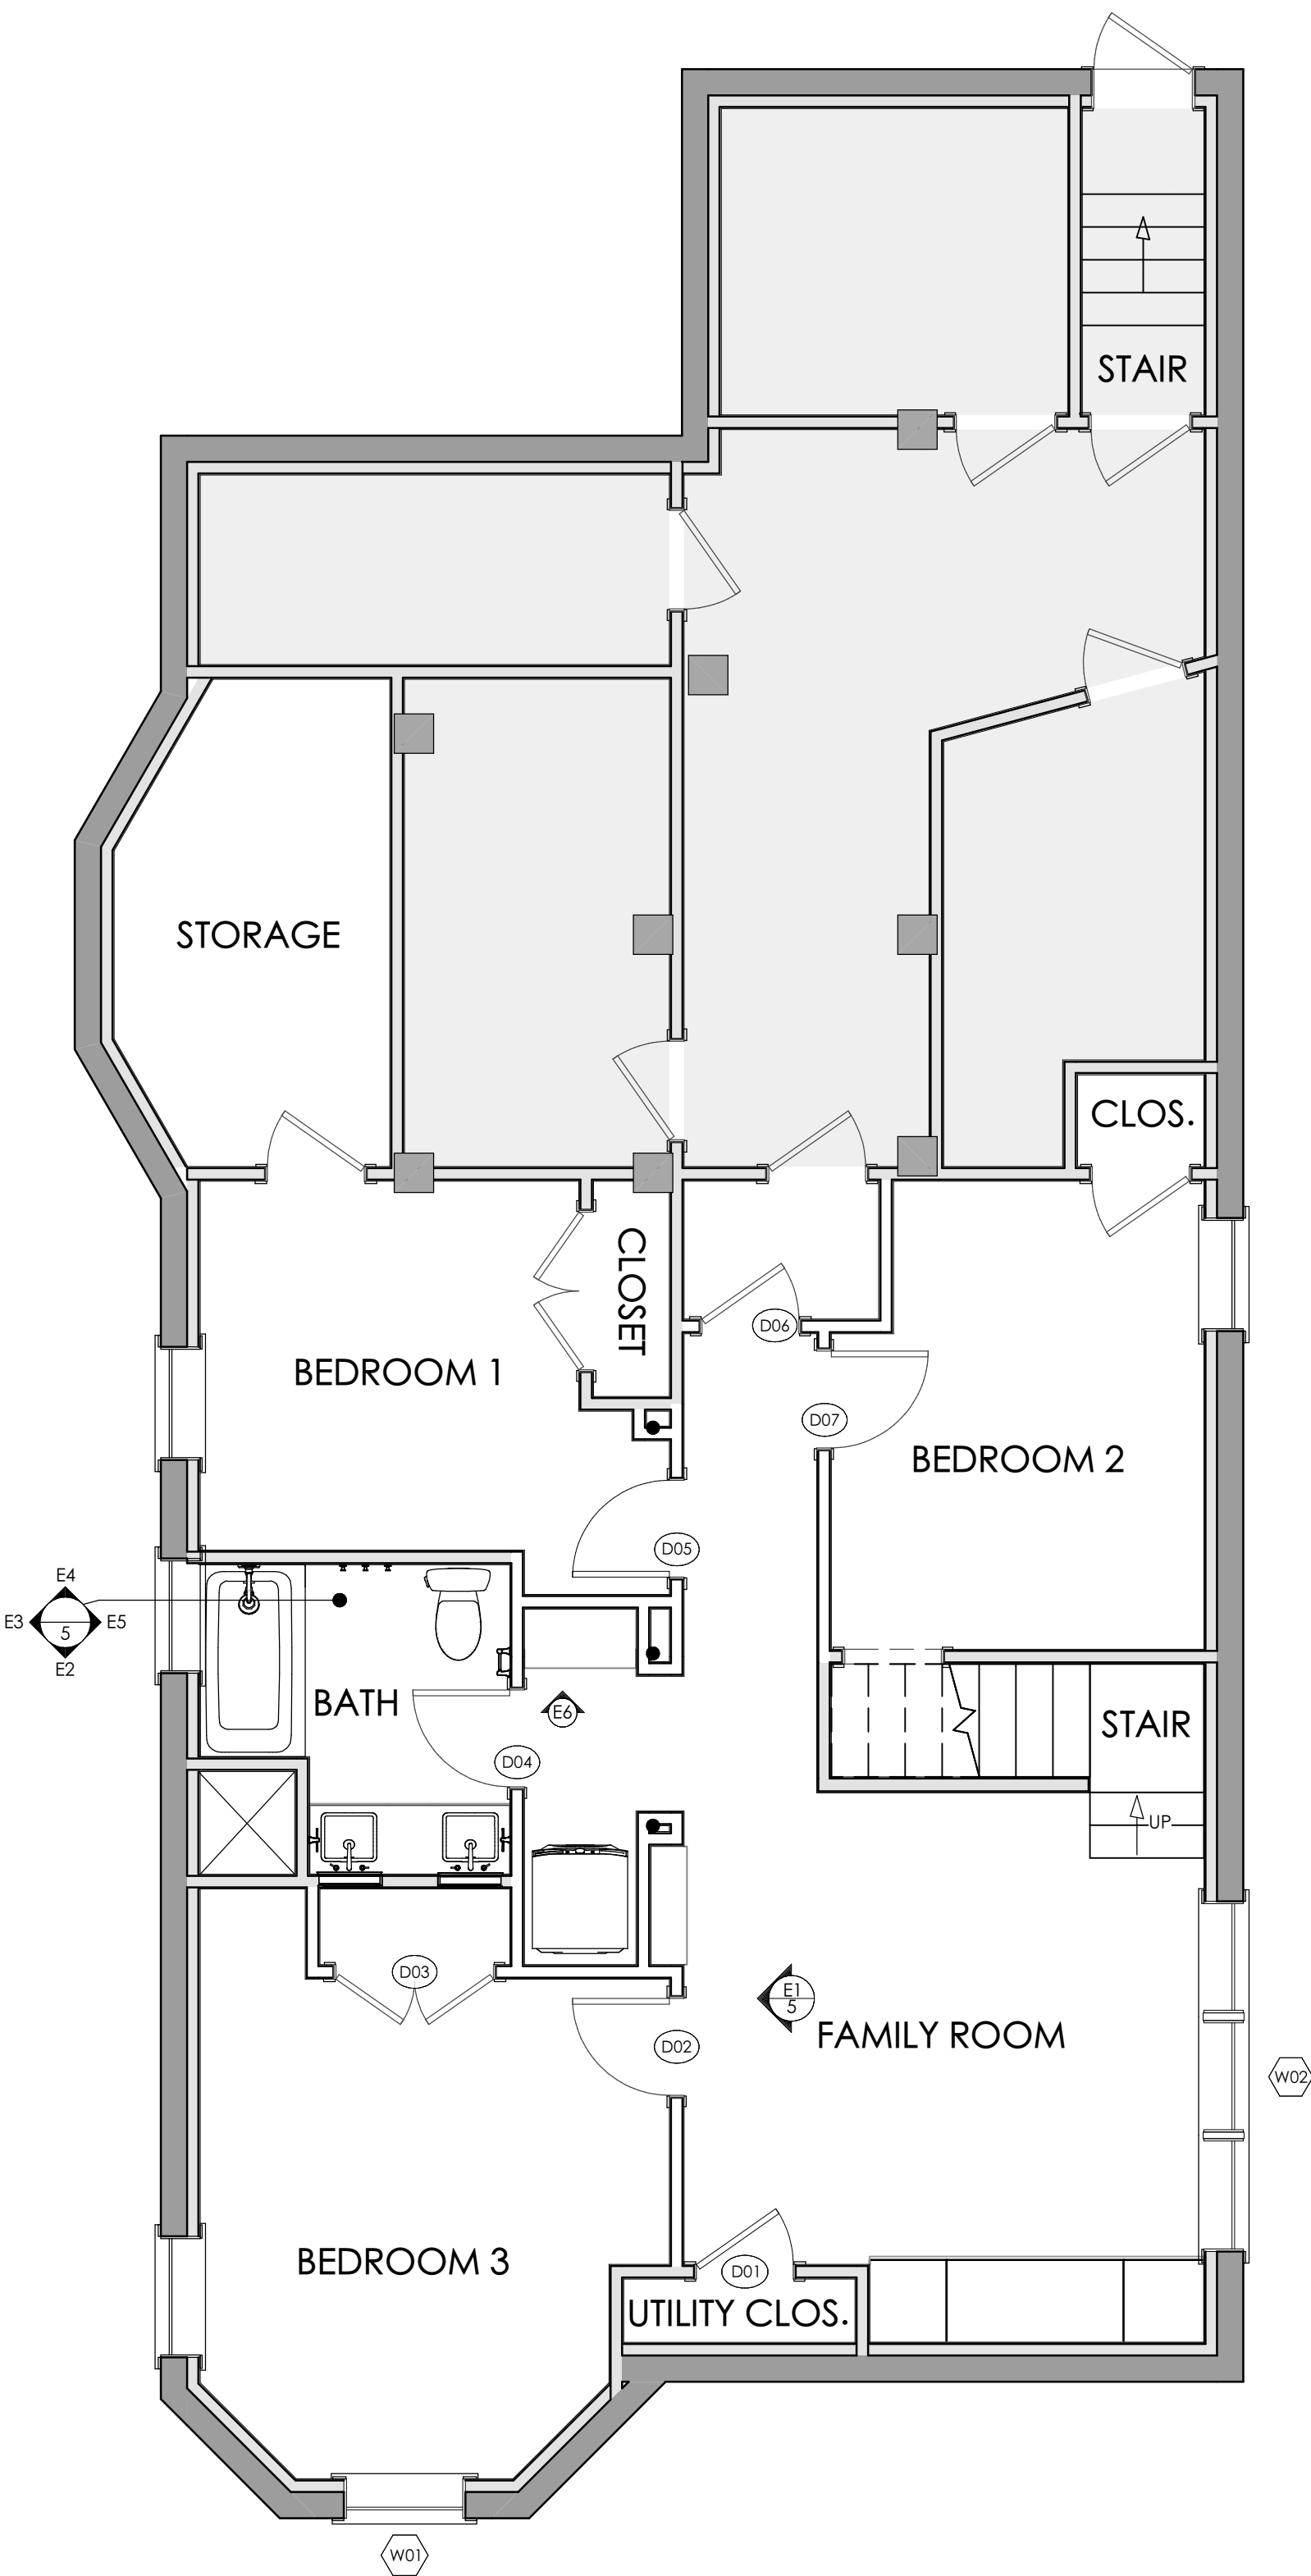 STAIR
STORAGE
CLOS.
CLOSET
D06
BEDROOM 1
D07
BEDROOM 2
D05
E4
E3
5
E5
E2
BATH
E6
STAIR
D04
UP
D03
E1
5
FAMILY ROOM
D02
W02
BEDROOM 3
D01
UTILITY CLOS.
W01